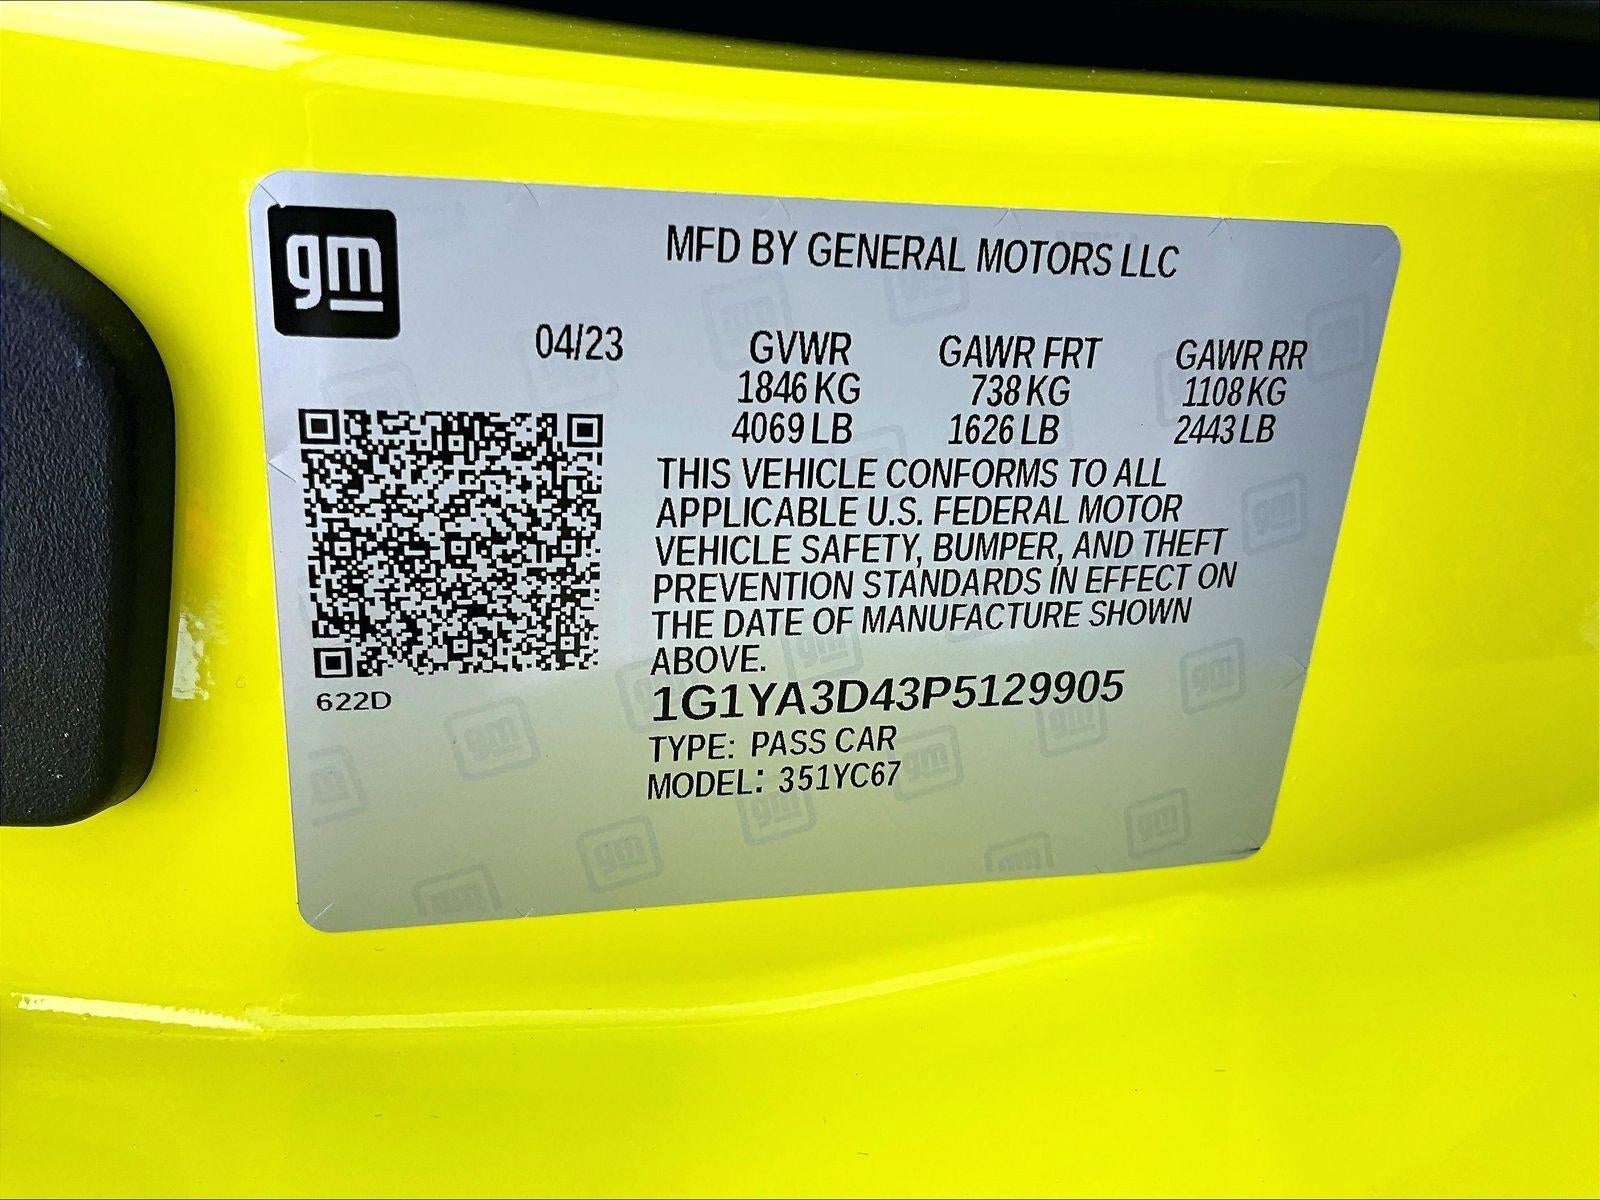 gm
MFD BY GENERAL MOTORS LLC
04/23 GVWR GAWR FRT GAWR RR
1846 KG 738 KG 1108 KG
4069 LB 1626 LB 2443 LB
THIS VEHICLE CONFORMS TO ALL
APPLICABLE U.S. FEDERAL MOTOR
VEHICLE SAFETY, BUMPER, AND THEFT
PREVENTION STANDARDS IN EFFECT ON
THE DATE OF MANUFACTURE SHOWN
ABOVE.
622D
1G1YA3D43P5129905
TYPE: PASS CAR
MODEL: 351YC67